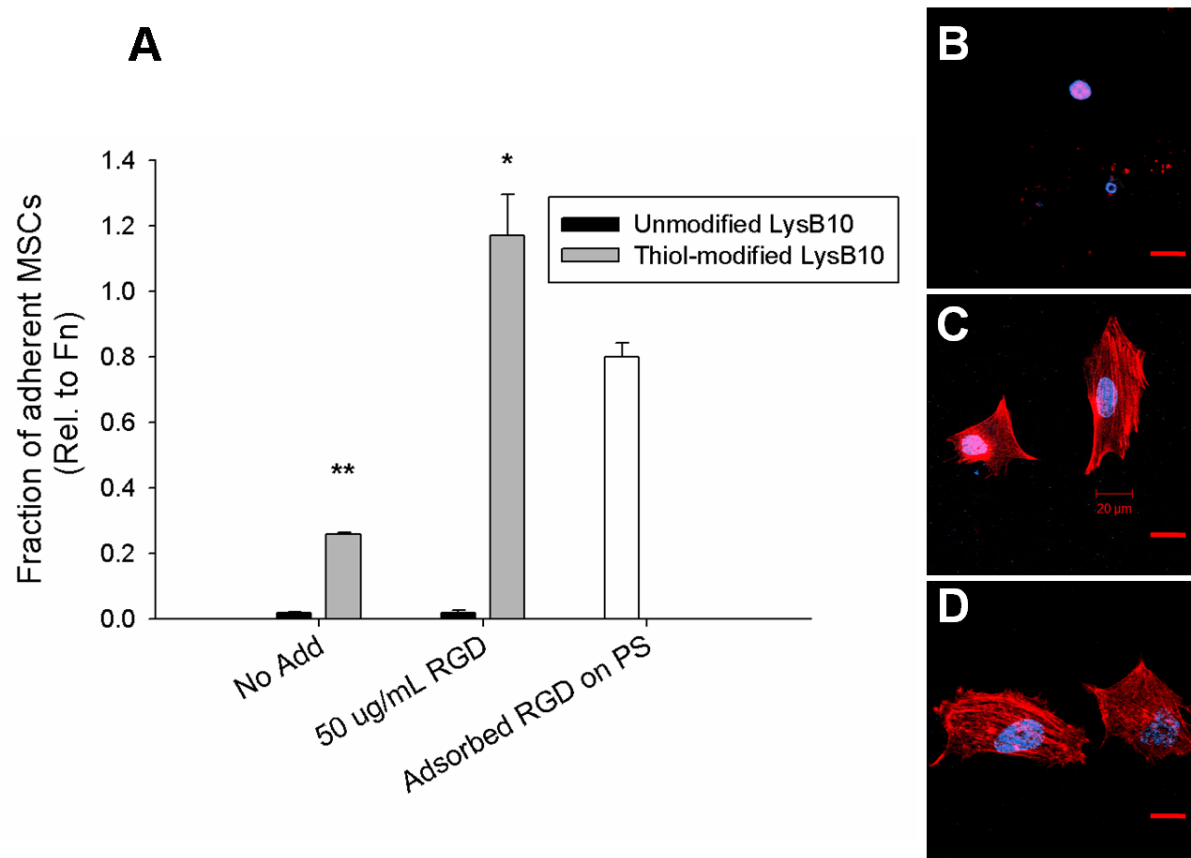 A
Fraction of adherent MSCs
(Rel. to Fn)
1.4
1.2
1.0
0.8
0.6
0.4
0.2
0.0
*
**
Unmodified LysB10
Thiol-modified LysB10
No Add
50 ug/mL RGD
Adsorbed RGD on PS
B
C
20 µm
D